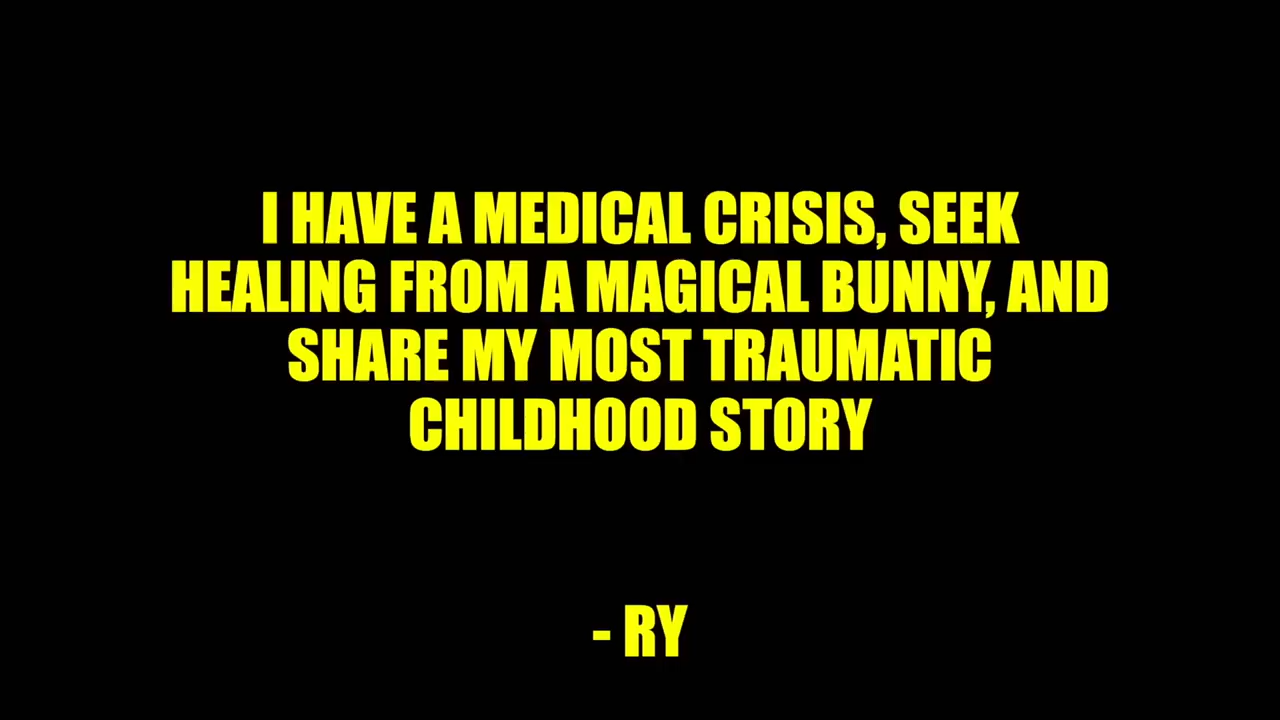 I HAVE A MEDICAL CRISIS, SEEK
HEALING FROM A MAGICAL BUNNY, AND
SHARE MY MOST TRAUMATIC
CHILDHOOD STORY
- RY